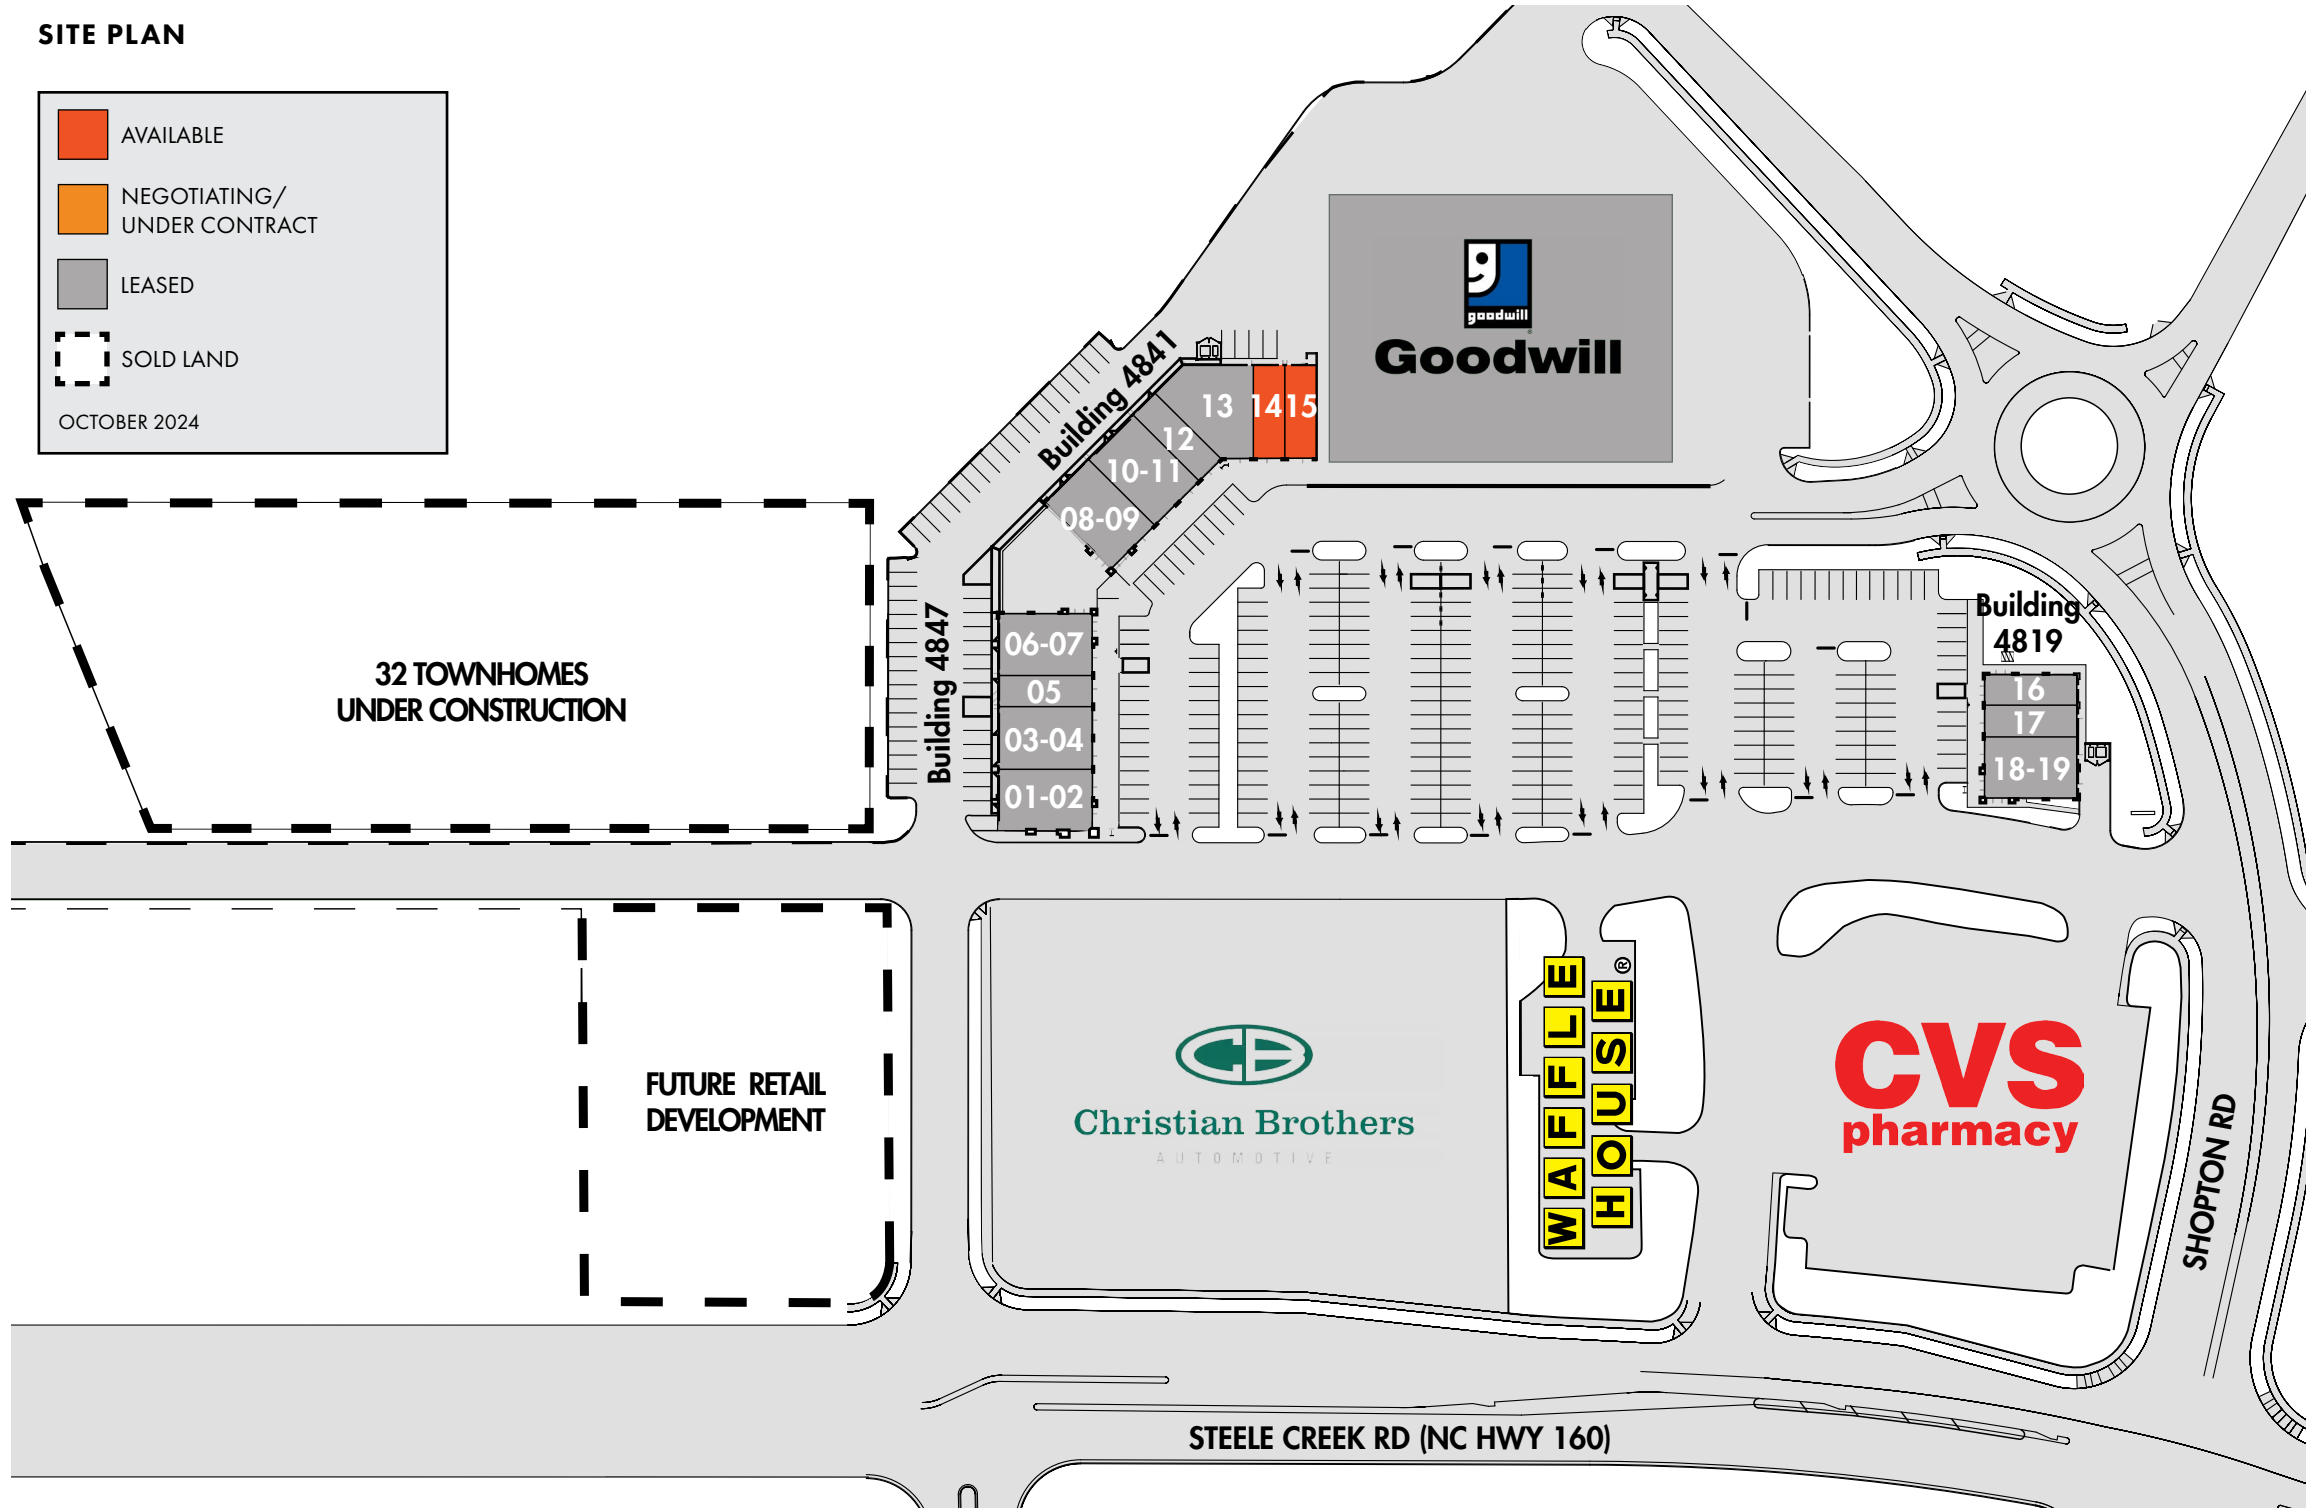 SITE PLAN
AVAILABLE
NEGOTIATING/
UNDER CONTRACT
LEASED
SOLD LAND
OCTOBER 2024
goodwill
Goodwill
Building 4841
13
14
15
12
10-11
08-09
Building 4847
06-07
05
03-04
01-02
Building
4819
16
17
18-19
32 TOWNHOMES
UNDER CONSTRUCTION
FUTURE RETAIL
DEVELOPMENT
Christian Brothers
AUTOMOTIVE
WAFFLE
HOUSE®
CVS
pharmacy
SHOPTON RD
STEELE CREEK RD (NC HWY 160)